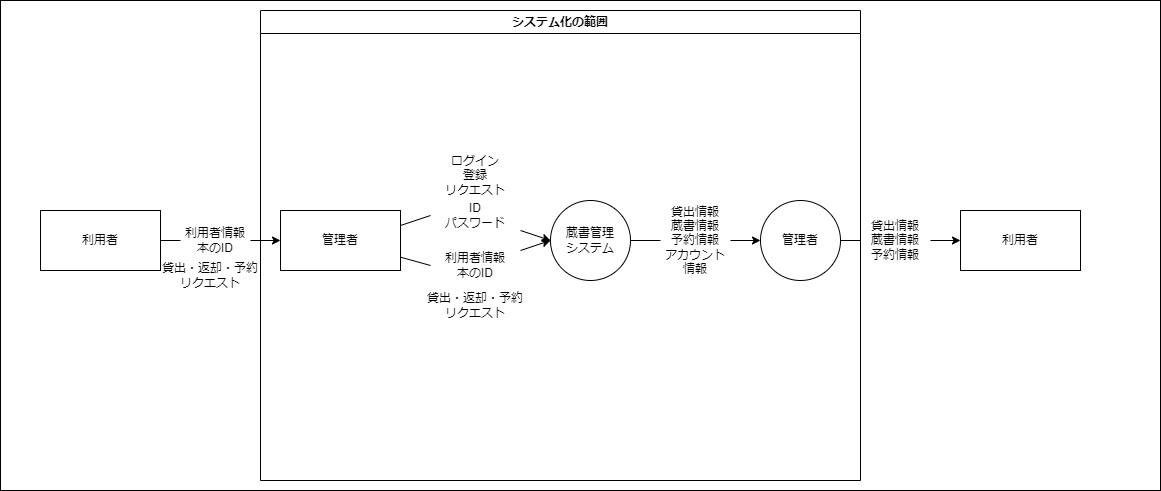 システム化の範囲
利用者
利用者情報
本のID
貸出・返却・予約
リクエスト
管理者
ログイン
登録
リクエスト
ID
パスワード
利用者情報
本のID
貸出・返却・予約
リクエスト
蔵書管理
システム
貸出情報
蔵書情報
予約情報
アカウント
情報
管理者
貸出情報
蔵書情報
予約情報
利用者